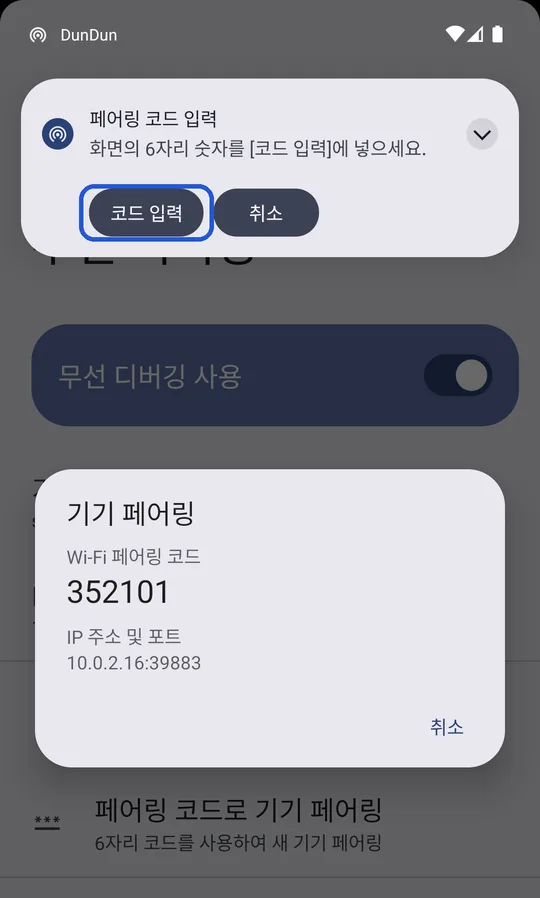 DunDun
페어링 코드 입력
화면의 6자리 숫자를 [코드 입력]에 넣으세요.
코드 입력 취소
무선 디버깅 사용
기기 페어링
Wi-Fi 페어링 코드
352101
IP 주소 및 포트
10.0.2.16:39883
취소
페어링 코드로 기기 페어링
6자리 코드를 사용하여 새 기기 페어링